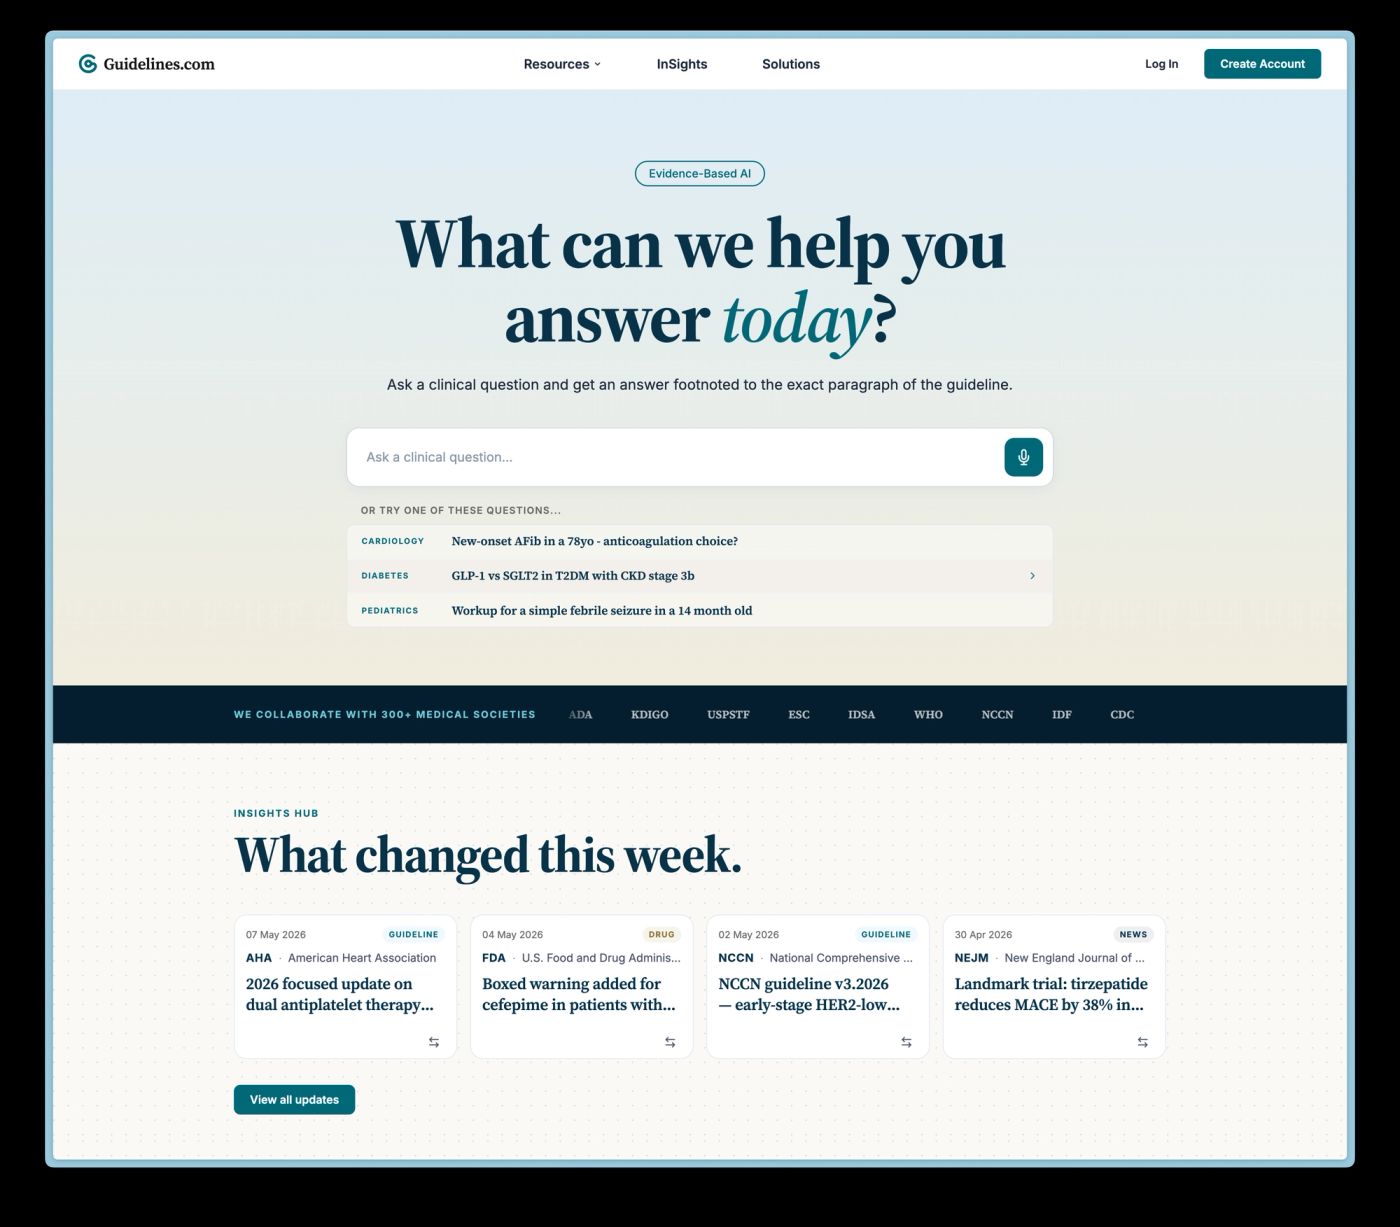 Guidelines.com
Resources
InSights
Solutions
Log In
Create Account
Evidence-Based AI
What can we help you
answer today?
Ask a clinical question and get an answer footnoted to the exact paragraph of the guideline.
Ask a clinical question...
OR TRY ONE OF THESE QUESTIONS...
CARDIOLOGY New-onset AFib in a 78yo - anticoagulation choice?
DIABETES GLP-1 vs SGLT2 in T2DM with CKD stage 3b
PEDIATRICS Workup for a simple febrile seizure in a 14 month old
WE COLLABORATE WITH 300+ MEDICAL SOCIETIES ADA KDIGO USPSTF ESC IDSA WHO NCCN IDF CDC
INSIGHTS HUB
What changed this week.
07 May 2026 GUIDELINE
AHA · American Heart Association
2026 focused update on
dual antiplatelet therapy...
04 May 2026 DRUG
FDA · U.S. Food and Drug Adminis...
Boxed warning added for
cefepime in patients with...
02 May 2026 GUIDELINE
NCCN · National Comprehensive ...
NCCN guideline v3.2026
— early-stage HER2-low...
30 Apr 2026 NEWS
NEJM · New England Journal of ...
Landmark trial: tirzepatide
reduces MACE by 38% in...
View all updates